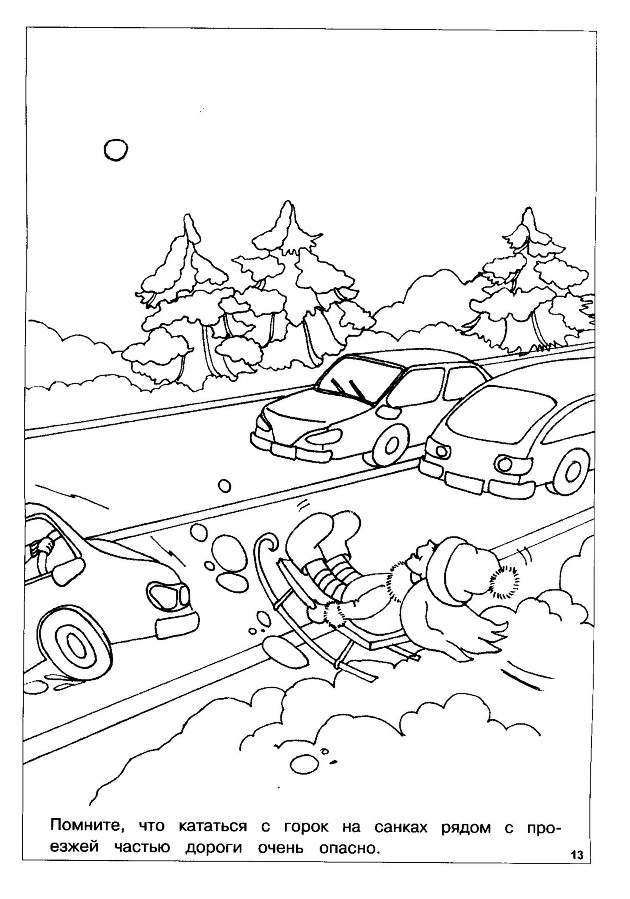 Помните, что кататься с горок на санках рядом с про-
езжей частью дороги очень опасно.
13